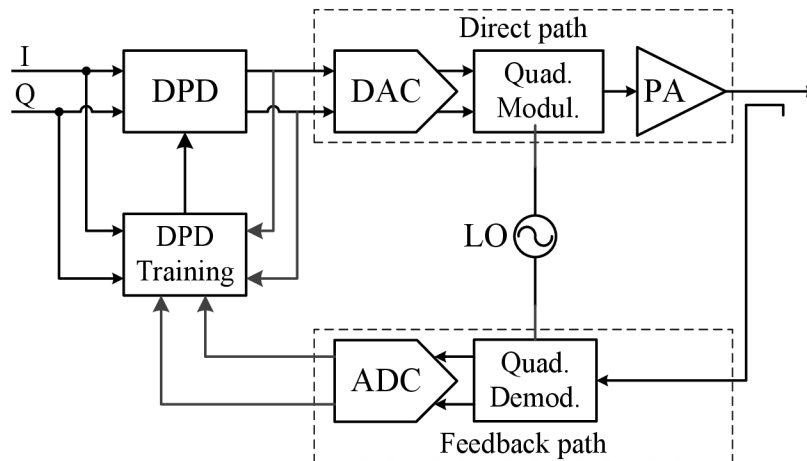 Direct path
I
Q
DPD
DAC
Quad.
Modul.
PA
DPD
Training
LO
ADC
Quad.
Demod.
Feedback path